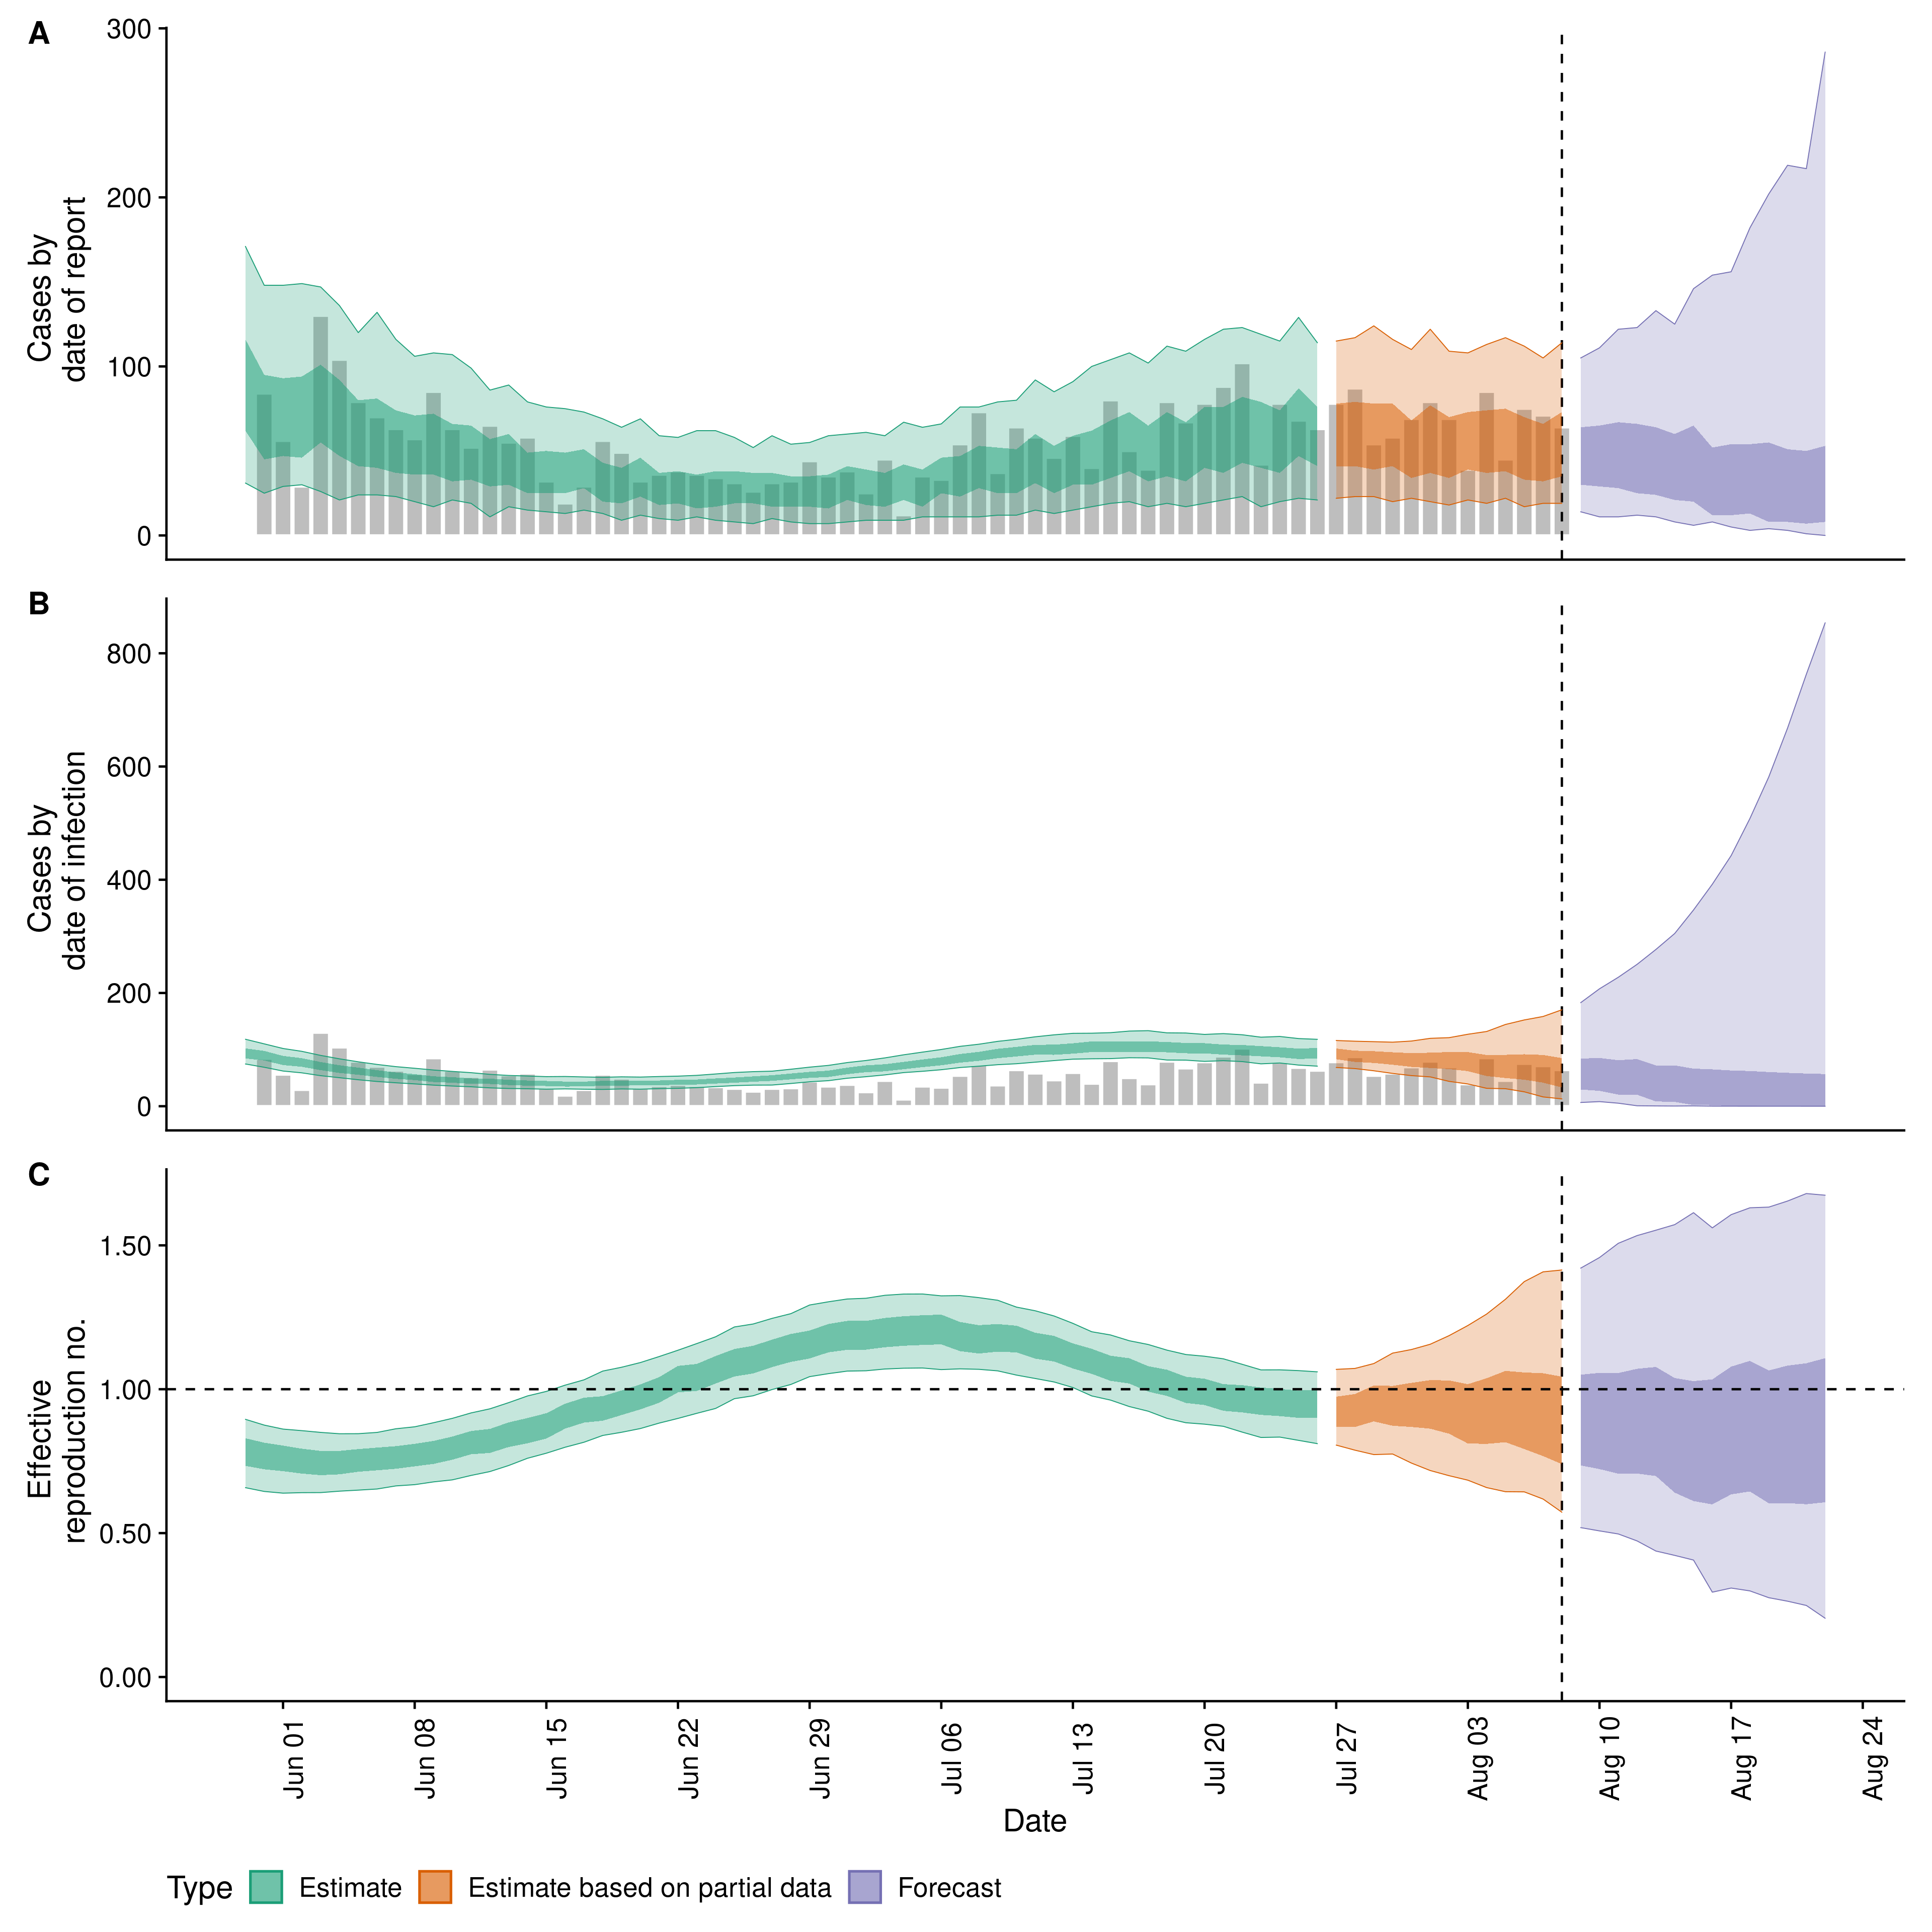 A
300
200
100
0
Cases by
date of report
B
800
600
400
200
0
Cases by
date of infection
C
1.50
1.00
0.50
0.00
Effective
reproduction no.
Jun 01
Jun 08
Jun 15
Jun 22
Jun 29
Jul 06
Jul 13
Jul 20
Jul 27
Aug 03
Aug 10
Aug 17
Aug 24
Date
Type Estimate Estimate based on partial data Forecast